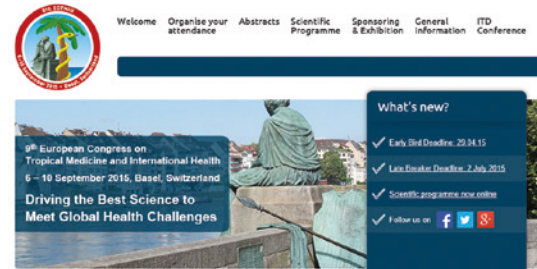 Welcome
Organise your
attendance
Abstracts
Scientific
Programme
Sponsoring
& Exhibition
General
Information
ITD
Conference
What's new?
Early Bird Deadline: 29.04.15
Late Breaker Deadline: 2 July 2015
Scientific programme now online
Follow us on
9th European Congress on
Tropical Medicine and International Health
6 – 10 September 2015, Basel, Switzerland
Driving the Best Science to
Meet Global Health Challenges